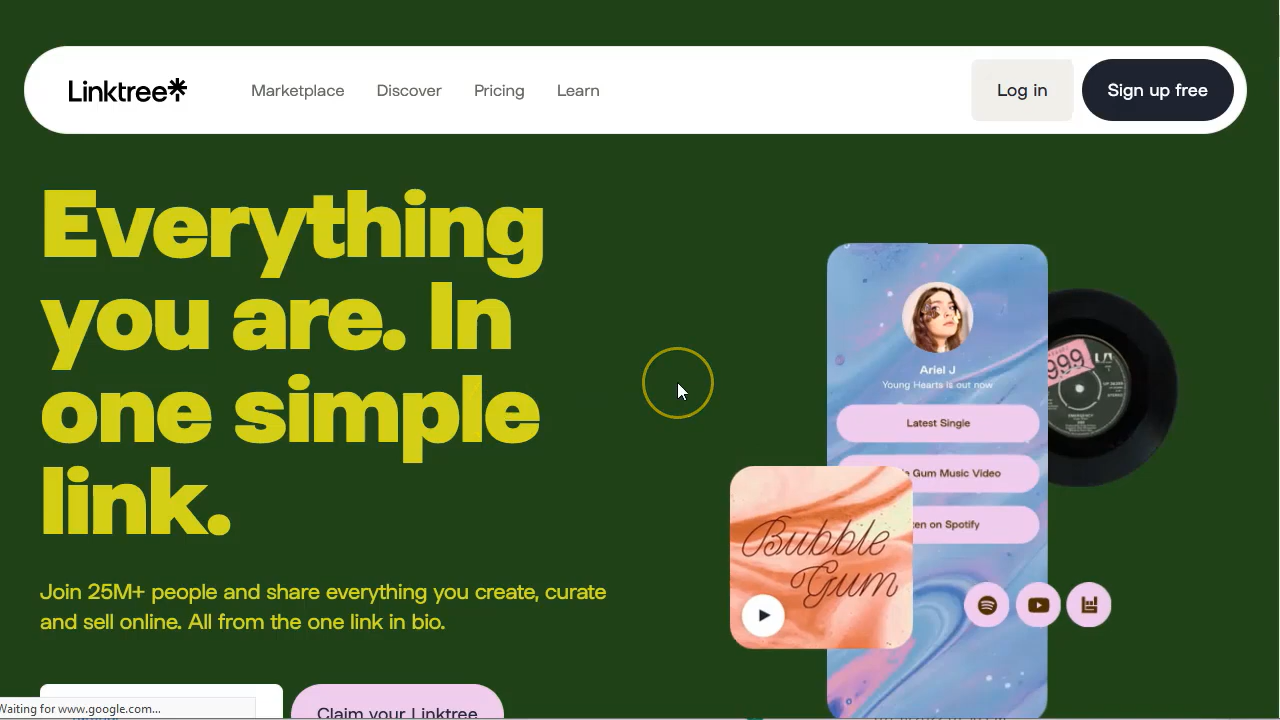 Linktree
Marketplace
Discover
Pricing
Learn
Log in
Sign up free
Everything
you are. In
one simple
link.
Join 25M+ people and share everything you create, curate
and sell online. All from the one link in bio.
Claim your Linktree
Ariel J
Young Hearts is out now
Latest Single
Gum Music Video
on Spotify
Bubble
Gum
999
Waiting for www.google.com...